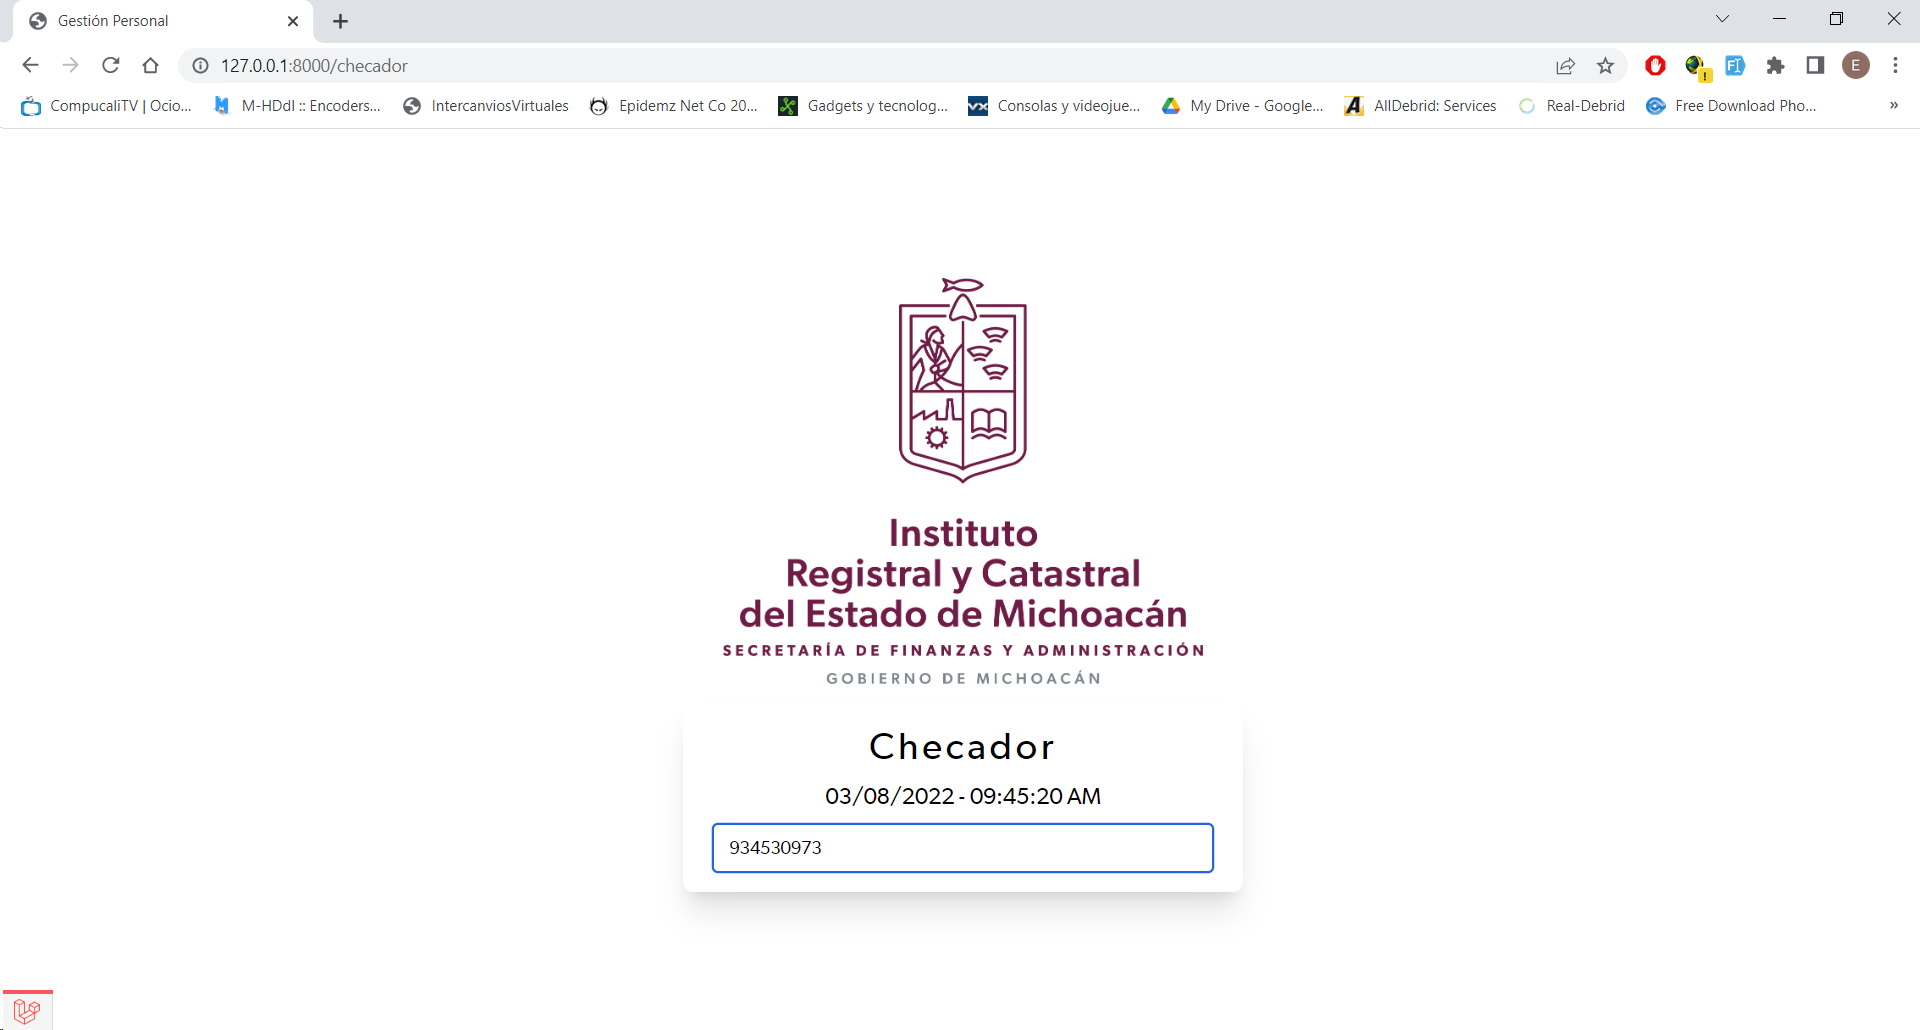 Gestión Personal
127.0.0.1:8000/checador
E
CompucaliTV | Ocio...
M-HDdl :: Encoders...
IntercanviosVirtuales
Epidemz Net Co 20...
Gadgets y tecnolog...
Consolas y videojue...
My Drive - Google...
AllDebrid: Services
Real-Debrid
Free Download Pho...
»
Instituto
Registral y Catastral
del Estado de Michoacán
SECRETARÍA DE FINANZAS Y ADMINISTRACIÓN
GOBIERNO DE MICHOACÁN
Checador
03/08/2022 - 09:45:20 AM
934530973